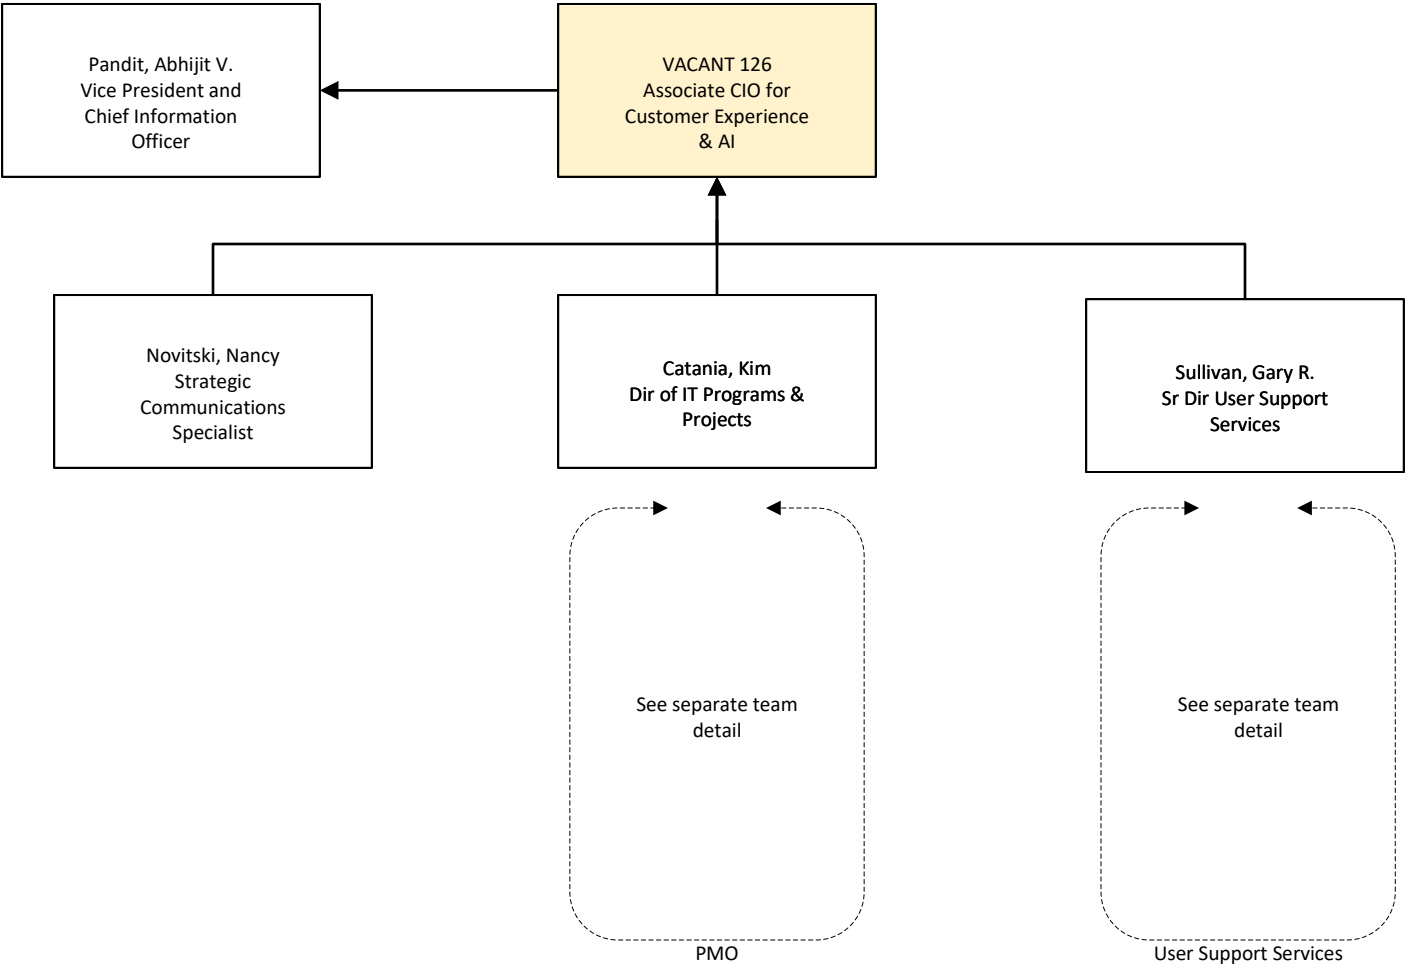 Pandit, Abhijit V.
Vice President and
Chief Information
Officer
VACANT 126
Associate CIO for
Customer Experience
& AI
Novitski, Nancy
Strategic
Communications
Specialist
Catania, Kim
Dir of IT Programs &
Projects
Sullivan, Gary R.
Sr Dir User Support
Services
See separate team
detail
See separate team
detail
PMO
User Support Services